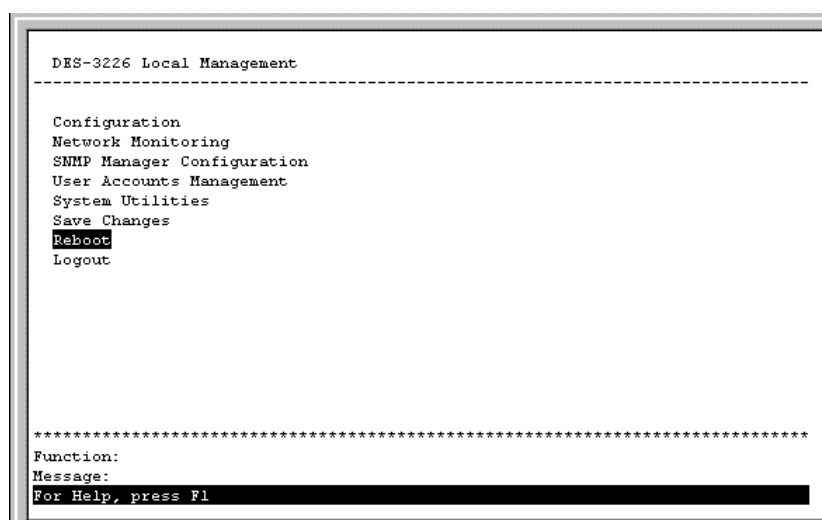 DES-3226 Local Management
--------------------------------------------------------------------------------
Configuration
Network Monitoring
SNMP Manager Configuration
User Accounts Management
System Utilities
Save Changes
Reboot
Logout
********************************************************************************
Function:
Message:
For Help, press F1